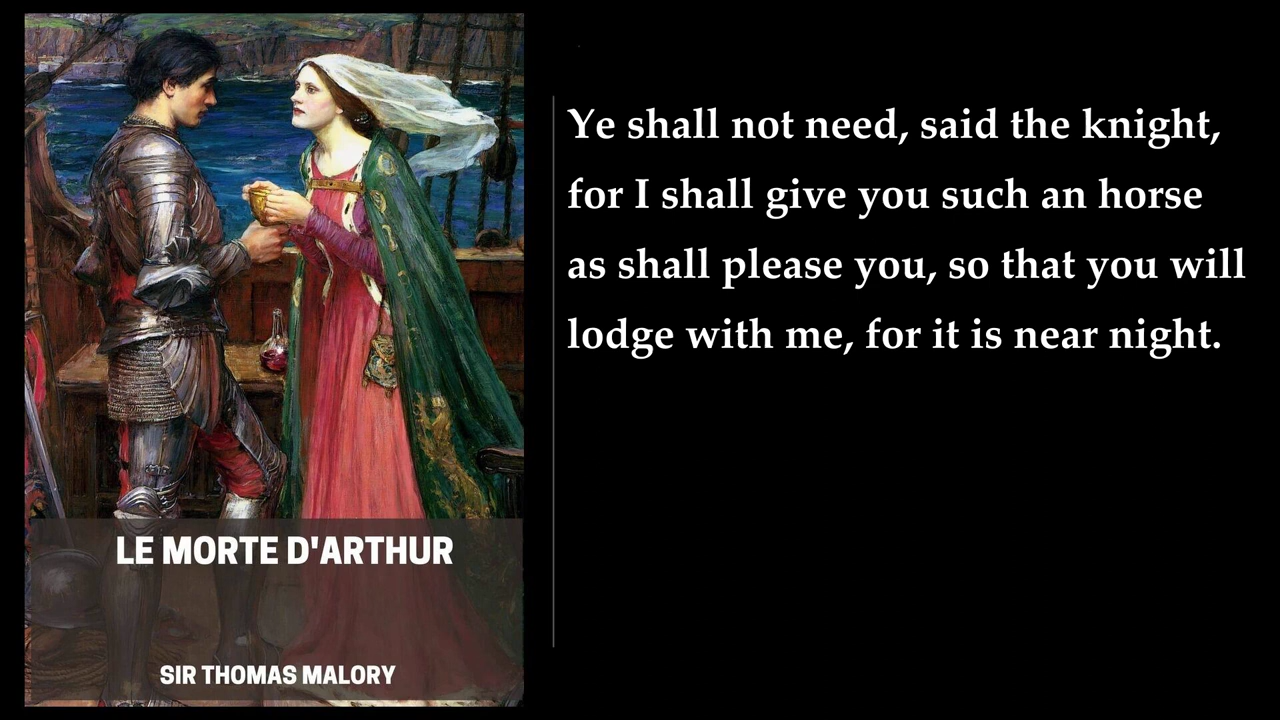 LE MORTE D'ARTHUR
SIR THOMAS MALORY
Ye shall not need, said the knight,
for I shall give you such an horse
as shall please you, so that you will
lodge with me, for it is near night.